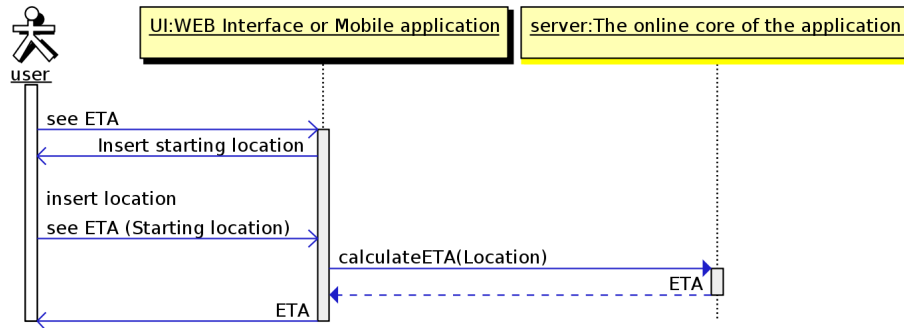 UI:WEB Interface or Mobile application
server:The online core of the application
user
see ETA
Insert starting location
insert location
see ETA (Starting location)
calculateETA(Location)
ETA
ETA